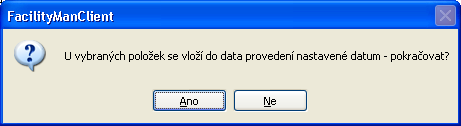 FacilityManClient
U vybraných položek se vloží do data provedení nastavené datum - pokračovat?
Ano
Ne